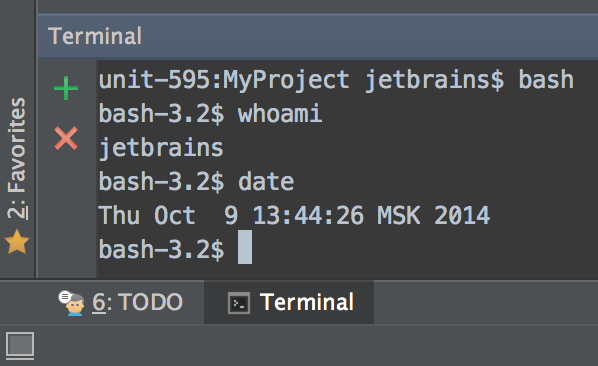 Terminal
unit-595:MyProject jetbrains$ bash
bash-3.2$ whoami
jetbrains
bash-3.2$ date
Thu Oct  9 13:44:26 MSK 2014
bash-3.2$
2: Favorites
6: TODO
Terminal